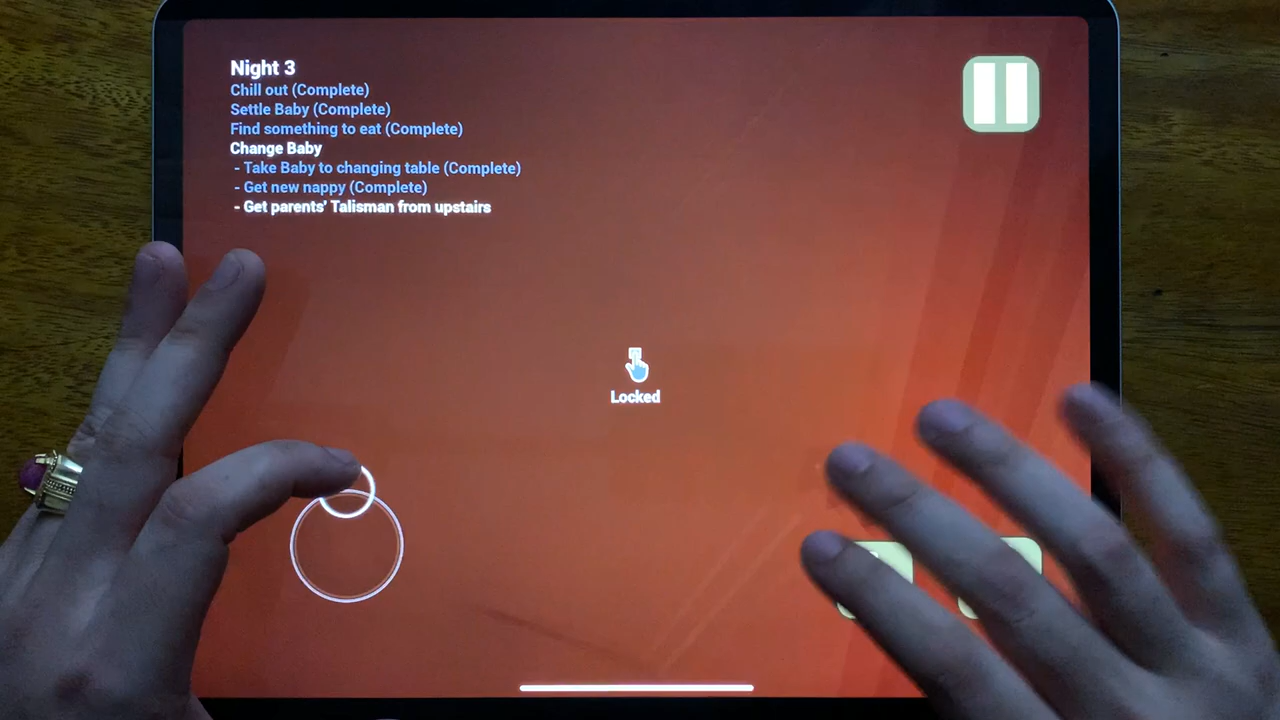 Night 3
Chill out (Complete)
Settle Baby (Complete)
Find something to eat (Complete)
Change Baby
- Take Baby to changing table (Complete)
- Get new nappy (Complete)
- Get parents' Talisman from upstairs
Locked